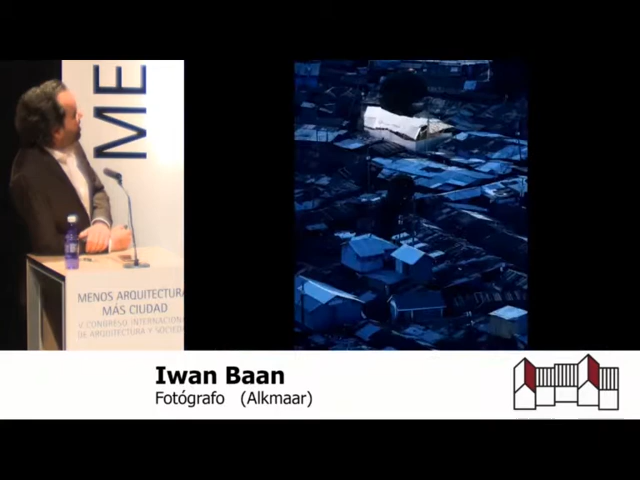 ME
MENOS ARQUITECTURA
MÁS CIUDAD
V CONGRESO INTERNACIONAL
DE ARQUITECTURA Y SOCIEDAD
Iwan Baan
Fotógrafo (Alkmaar)